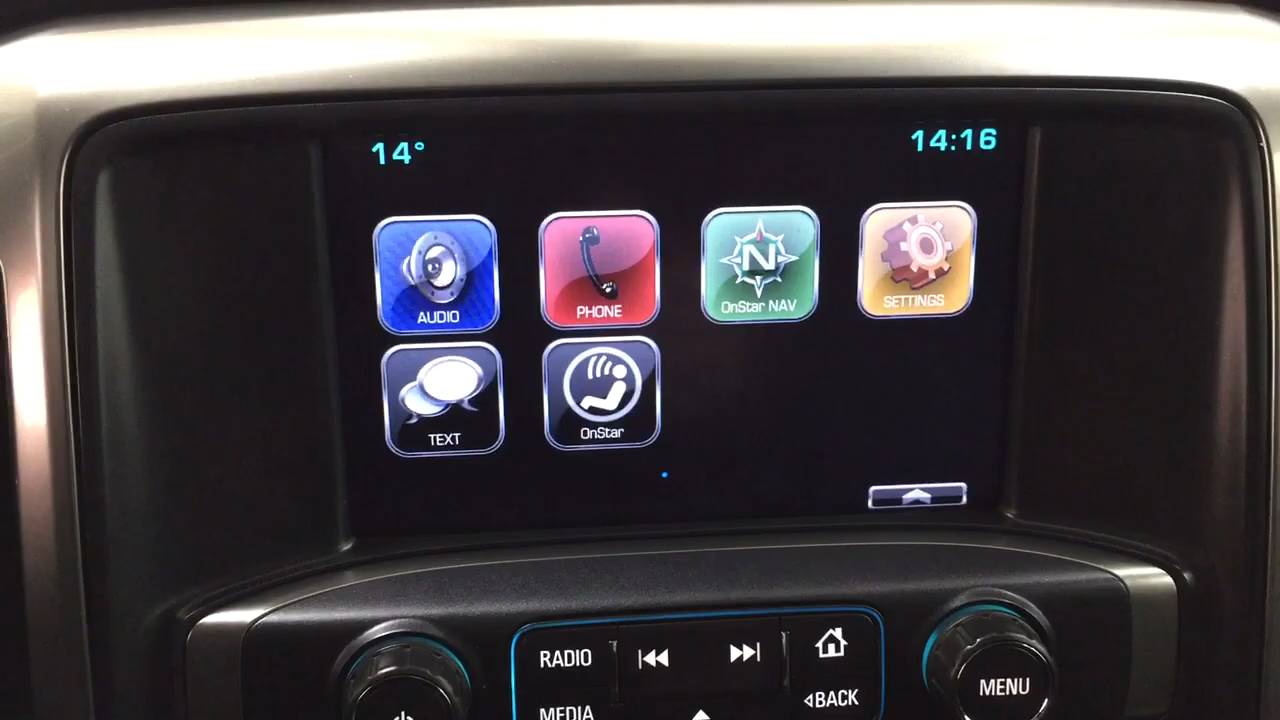 14°
14:16
AUDIO
PHONE
N
OnStar NAV
SETTINGS
TEXT
OnStar
RADIO
MEDIA
BACK
MENU